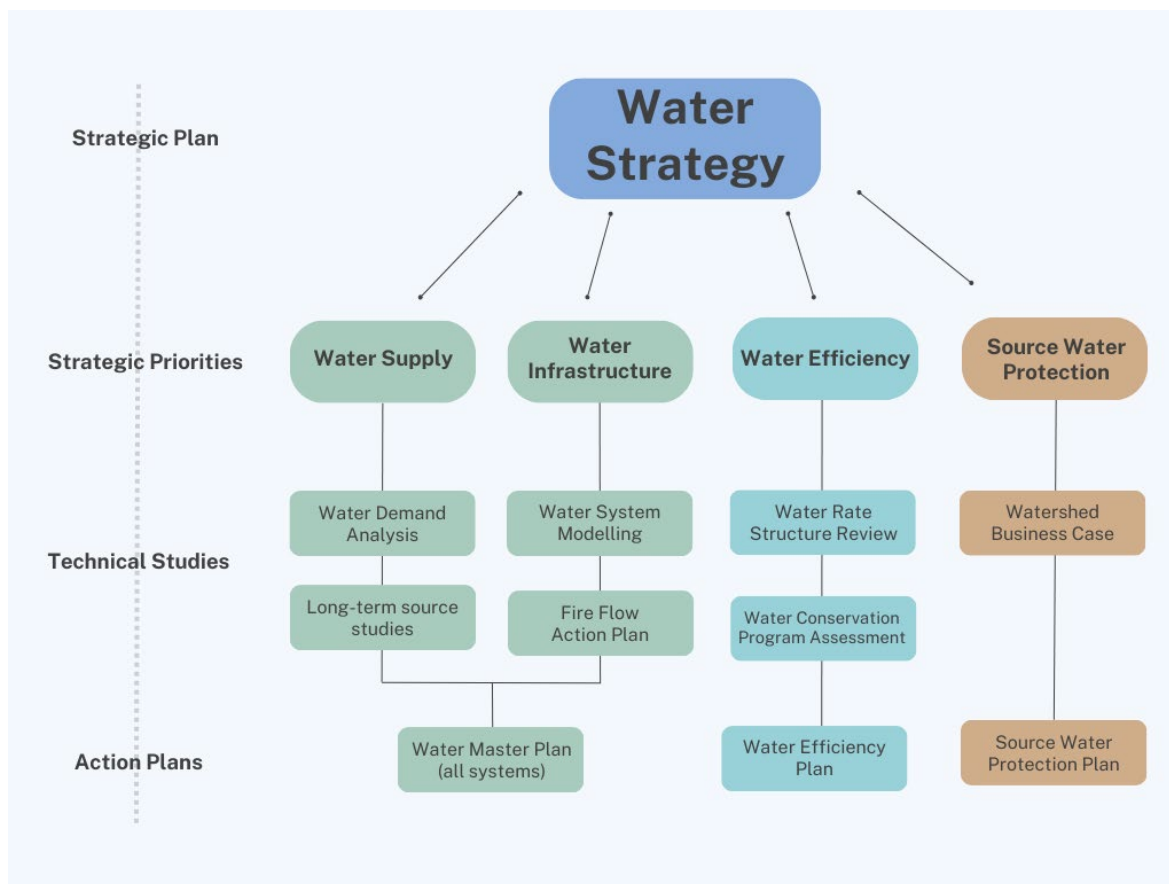 Strategic Plan
Water
Strategy
Strategic Priorities
Water Supply
Water
Infrastructure
Water Efficiency
Source Water
Protection
Technical Studies
Water Demand
Analysis
Water System
Modelling
Water Rate
Structure Review
Watershed
Business Case
Long-term source
studies
Fire Flow
Action Plan
Water Conservation
Program Assessment
Action Plans
Water Master Plan
(all systems)
Water Efficiency
Plan
Source Water
Protection Plan